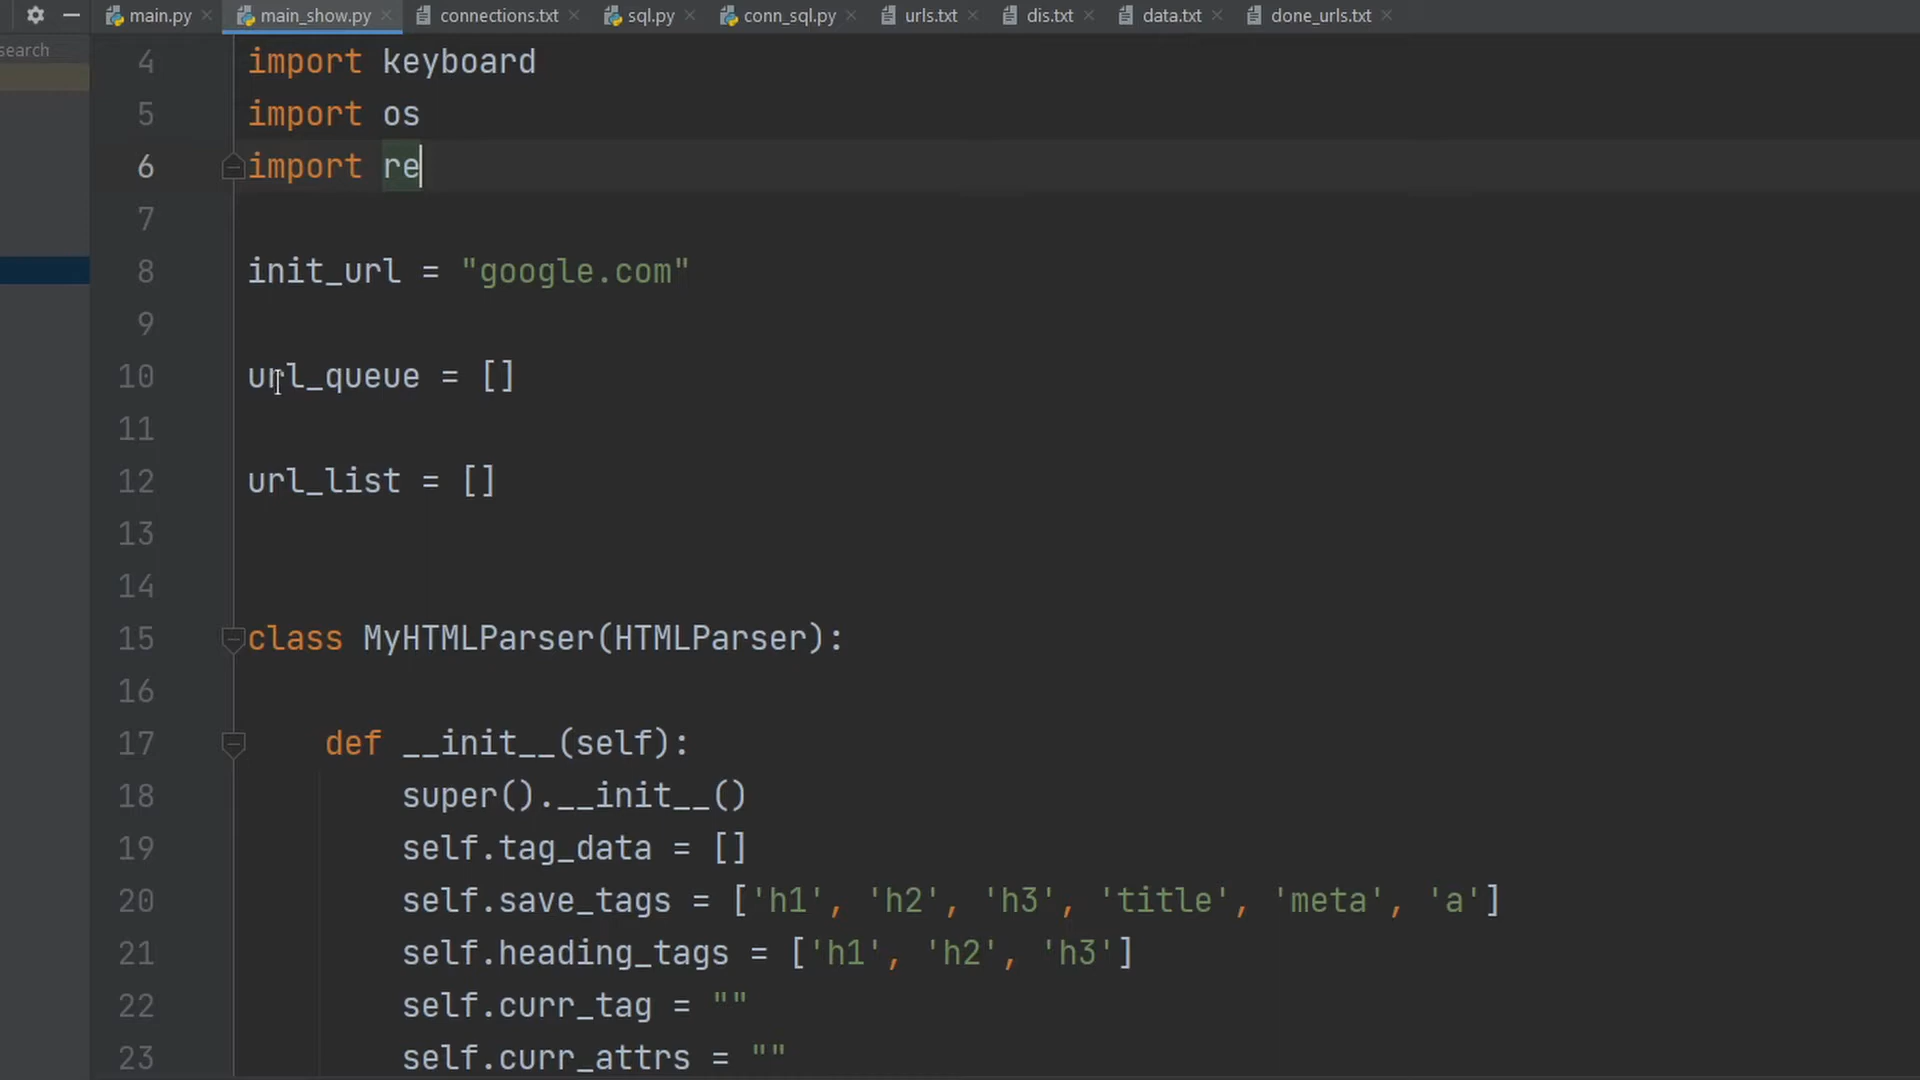 main.py main_show.py connections.txt sql.py conn_sql.py urls.txt dis.txt data.txt done_urls.txt
search
4 import keyboard
5 import os
6 import re
7
8 init_url = "google.com"
9
10 url_queue = []
11
12 url_list = []
13
14
15 class MyHTMLParser(HTMLParser):
16
17 def __init__(self):
18 super().__init__()
19 self.tag_data = []
20 self.save_tags = ['h1', 'h2', 'h3', 'title', 'meta', 'a']
21 self.heading_tags = ['h1', 'h2', 'h3']
22 self.curr_tag = ""
23 self.curr_attrs = ""